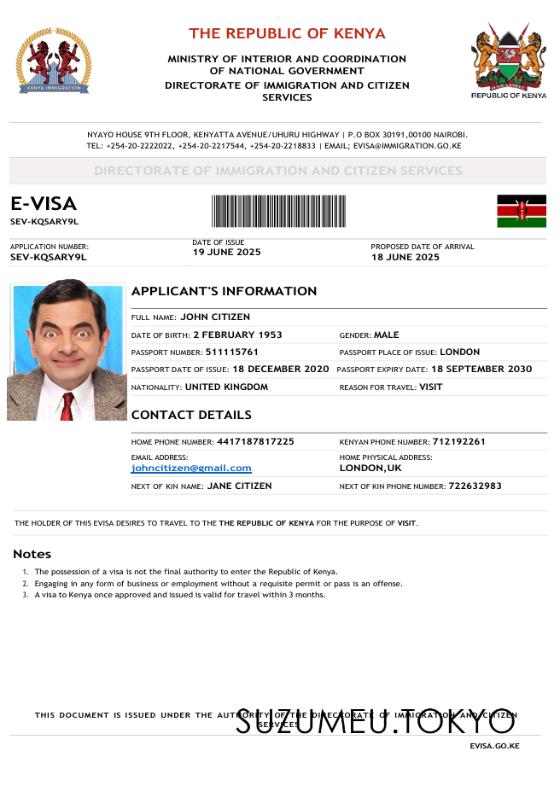 THE REPUBLIC OF KENYA
MINISTRY OF INTERIOR AND COORDINATION
OF NATIONAL GOVERNMENT
DIRECTORATE OF IMMIGRATION AND CITIZEN
SERVICES
KENYA IMMIGRATION
REPUBLIC OF KENYA
NYAYO HOUSE 9TH FLOOR, KENYATTA AVENUE/UHURU HIGHWAY | P.O BOX 30191,00100 NAIROBI.
TEL: +254-20-2222022, +254-20-2217544, +254-20-2218833 | EMAIL; EVISA@IMMIGRATION.GO.KE
DIRECTORATE OF IMMIGRATION AND CITIZEN SERVICES
E-VISA
SEV-KQSARY9L
APPLICATION NUMBER:
SEV-KQSARY9L
DATE OF ISSUE
19 JUNE 2025
PROPOSED DATE OF ARRIVAL
18 JUNE 2025
APPLICANT'S INFORMATION
FULL NAME: JOHN CITIZEN
DATE OF BIRTH: 2 FEBRUARY 1953 GENDER: MALE
PASSPORT NUMBER: 511115761 PASSPORT PLACE OF ISSUE: LONDON
PASSPORT DATE OF ISSUE: 18 DECEMBER 2020 PASSPORT EXPIRY DATE: 18 SEPTEMBER 2030
NATIONALITY: UNITED KINGDOM REASON FOR TRAVEL: VISIT
CONTACT DETAILS
HOME PHONE NUMBER: 4417187817225 KENYAN PHONE NUMBER: 712192261
EMAIL ADDRESS:
johncitizen@gmail.com
HOME PHYSICAL ADDRESS:
LONDON,UK
NEXT OF KIN NAME: JANE CITIZEN NEXT OF KIN PHONE NUMBER: 722632983
THE HOLDER OF THIS EVISA DESIRES TO TRAVEL TO THE THE REPUBLIC OF KENYA FOR THE PURPOSE OF VISIT.
Notes
1. The possession of a visa is not the final authority to enter the Republic of Kenya.
2. Engaging in any form of business or employment without a requisite permit or pass is an offense.
3. A visa to Kenya once approved and issued is valid for travel within 3 months.
THIS DOCUMENT IS ISSUED UNDER THE AUTHORITY OF THE DIRECTORATE OF IMMIGRATION AND CITIZEN
SERVICES
SUZUMEU.TOKYO
EVISA.GO.KE